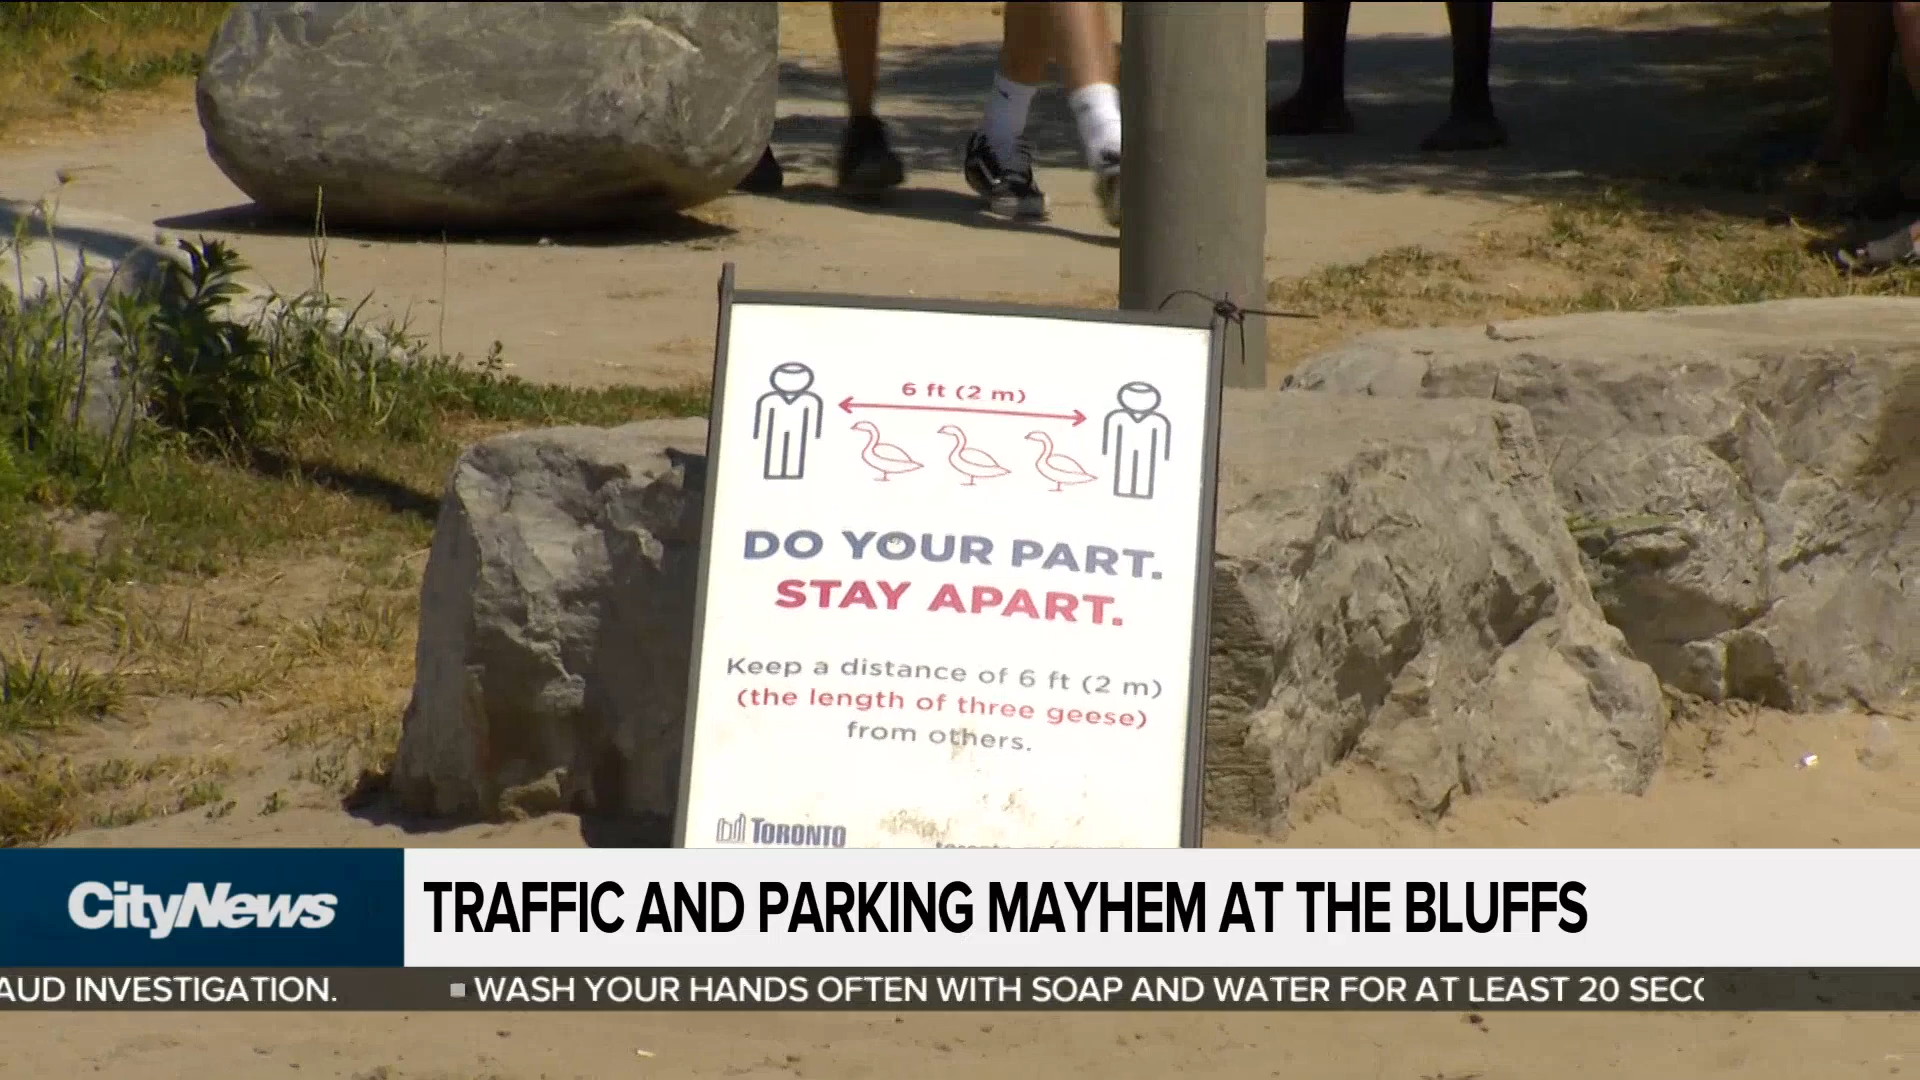 6 ft (2 m)
DO YOUR PART.
STAY APART.
Keep a distance of 6 ft (2 m)
(the length of three geese)
from others.
TORONTO
CityNews
TRAFFIC AND PARKING MAYHEM AT THE BLUFFS
AUD INVESTIGATION.
WASH YOUR HANDS OFTEN WITH SOAP AND WATER FOR AT LEAST 20 SECO